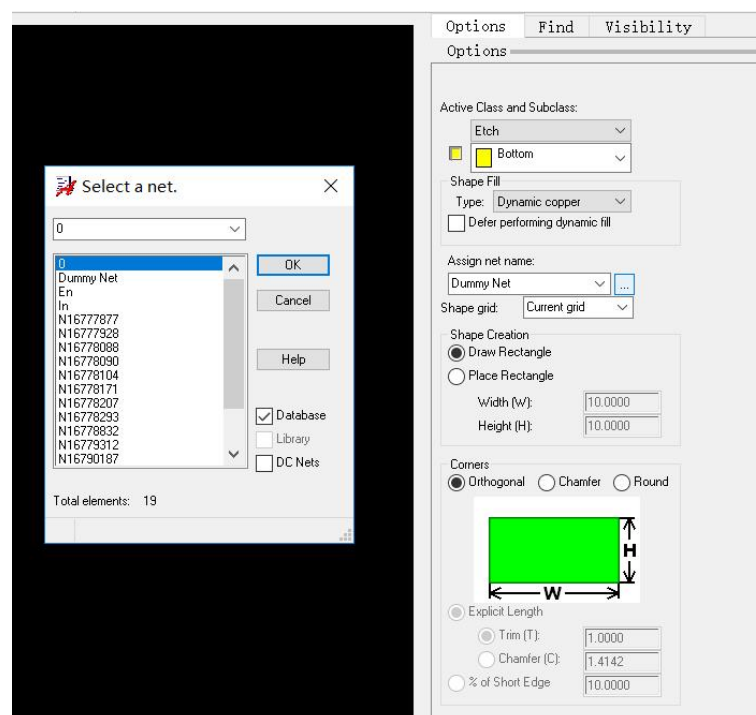 Options Find Visibility
Options
Active Class and Subclass:
Etch
Bottom
Shape Fill
Type: Dynamic copper
Defer performing dynamic fill
Assign net name:
Dummy Net ...
Shape grid: Current grid
Shape Creation
Draw Rectangle
Place Rectangle
Width (W): 10.0000
Height (H): 10.0000
Corners
Orthogonal Chamfer Round
H
W
Explicit Length
Trim (T): 1.0000
Chamfer (C): 1.4142
% of Short Edge 10.0000
Select a net.
0
0
Dummy Net
En
In
N16777877
N16777928
N16778088
N16778090
N16778104
N16778171
N16778207
N16778293
N16778832
N16779312
N16790187
OK
Cancel
Help
Database
Library
DC Nets
Total elements: 19